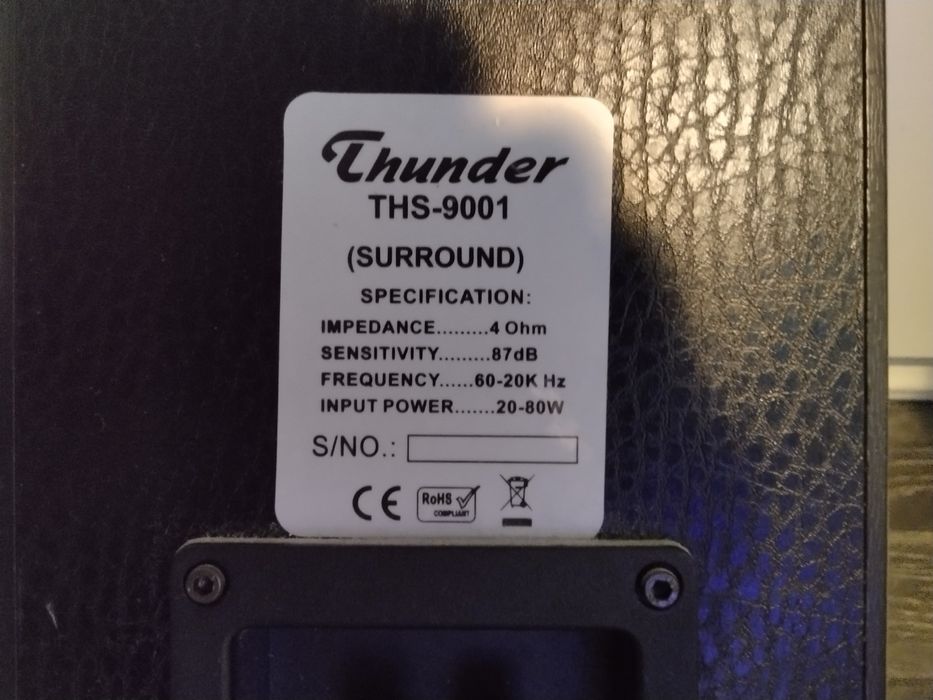 Thunder
THS-9001
(SURROUND)
SPECIFICATION:
IMPEDANCE.........4 Ohm
SENSITIVITY.........87dB
FREQUENCY......60-20K Hz
INPUT POWER.......20-80W
S/NO.:
CE RoHS
COMPLIANT